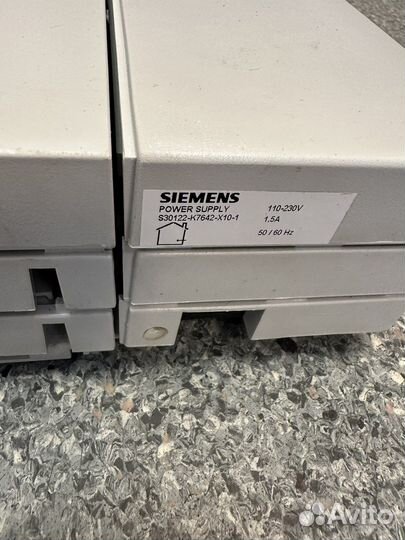 SIEMENS
POWER SUPPLY 110-230V
S30122-K7642-X10-1 1,5A
50 / 60 Hz
Avito